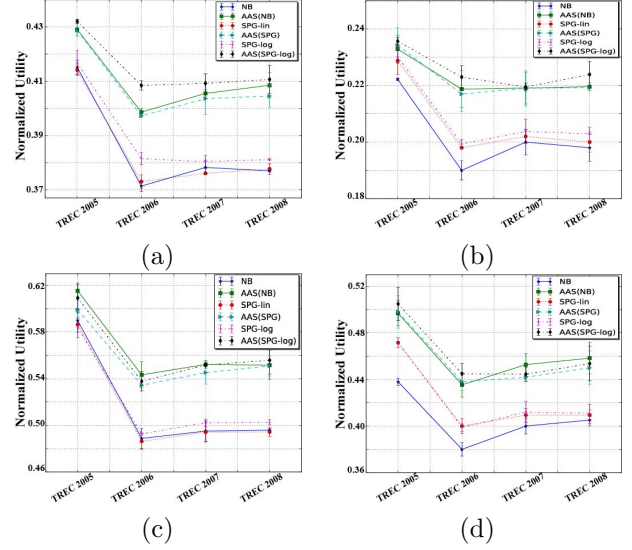 0.43
0.41
0.39
0.37
Normalized Utility
NB
AAS(NB)
SPG-lin
AAS(SPG)
SPG-log
AAS(SPG-log)
TREC 2005
TREC 2006
TREC 2007
TREC 2008
(a)
0.24
0.22
0.20
0.18
Normalized Utility
NB
AAS(NB)
SPG-lin
AAS(SPG)
SPG-log
AAS(SPG-log)
TREC 2005
TREC 2006
TREC 2007
TREC 2008
(b)
0.62
0.58
0.54
0.50
0.46
Normalized Utility
NB
AAS(NB)
SPG-lin
AAS(SPG)
SPG-log
AAS(SPG-log)
TREC 2005
TREC 2006
TREC 2007
TREC 2008
(c)
0.52
0.48
0.44
0.40
0.36
Normalized Utility
NB
AAS(NB)
SPG-lin
AAS(SPG)
SPG-log
AAS(SPG-log)
TREC 2005
TREC 2006
TREC 2007
TREC 2008
(d)